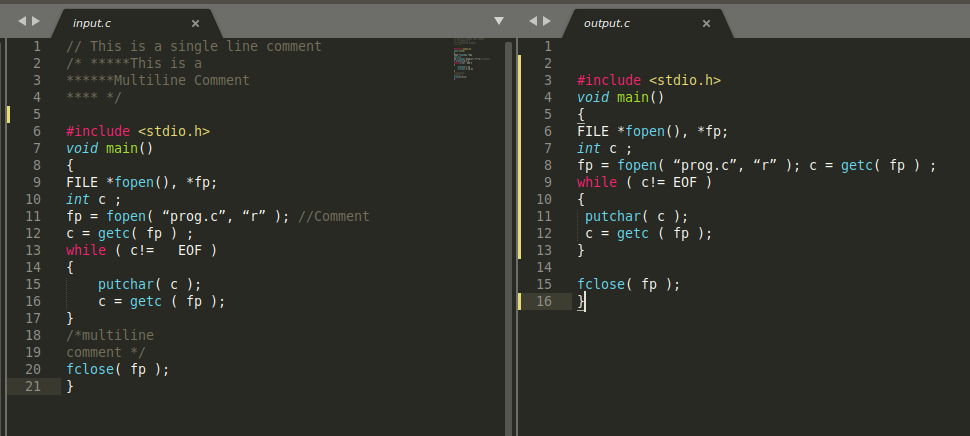 input.c
1 // This is a single line comment
2 /* *****This is a
3 ******Multiline Comment
4 **** */
5
6 #include <stdio.h>
7 void main()
8 {
9 FILE *fopen(), *fp;
10 int c ;
11 fp = fopen( “prog.c”, “r” ); //Comment
12 c = getc( fp ) ;
13 while ( c!=   EOF )
14 {
15     putchar( c );
16     c = getc ( fp );
17 }
18 /*multiline
19 comment */
20 fclose( fp );
21 }
output.c
1
2
3 #include <stdio.h>
4 void main()
5 {
6 FILE *fopen(), *fp;
7 int c ;
8 fp = fopen( “prog.c”, “r” ); c = getc( fp ) ;
9 while ( c!= EOF )
10 {
11  putchar( c );
12  c = getc ( fp );
13 }
14
15 fclose( fp );
16 }